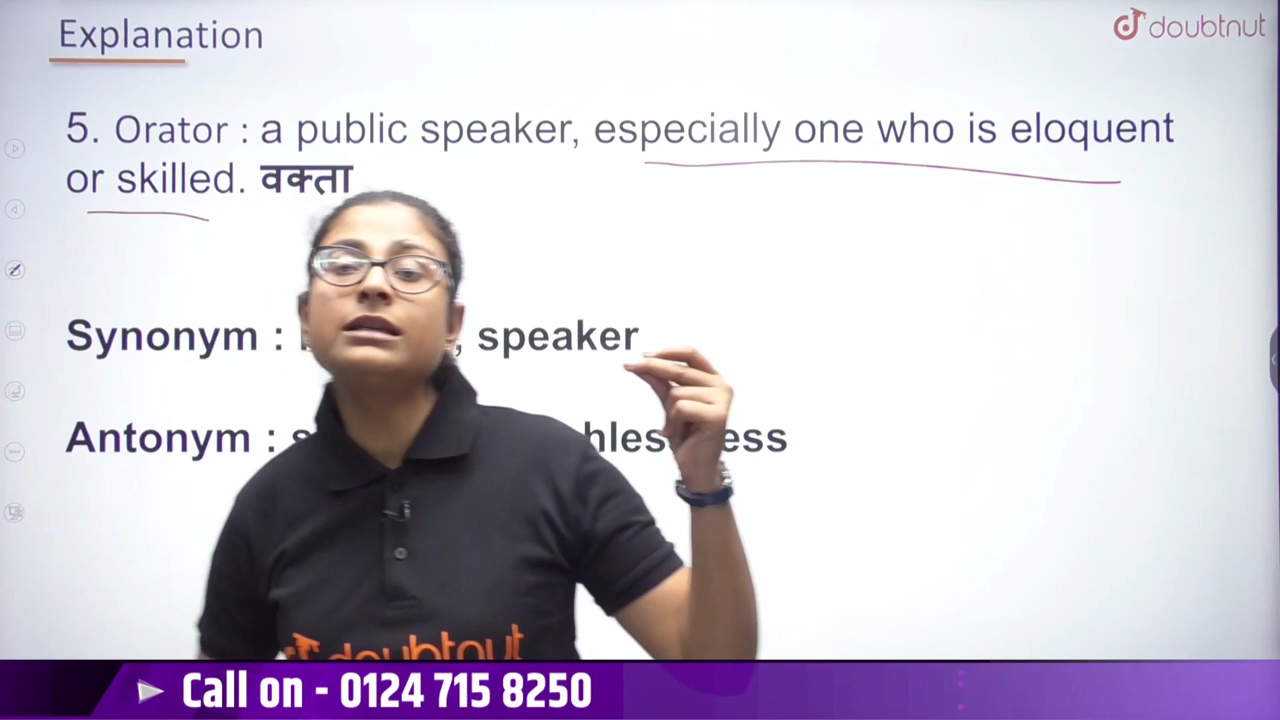 Explanation
doubtnut
5. Orator : a public speaker, especially one who is eloquent
or skilled. वक्ता
Synonym : speaker
Antonym :
doubtnut
Call on - 0124 715 8250